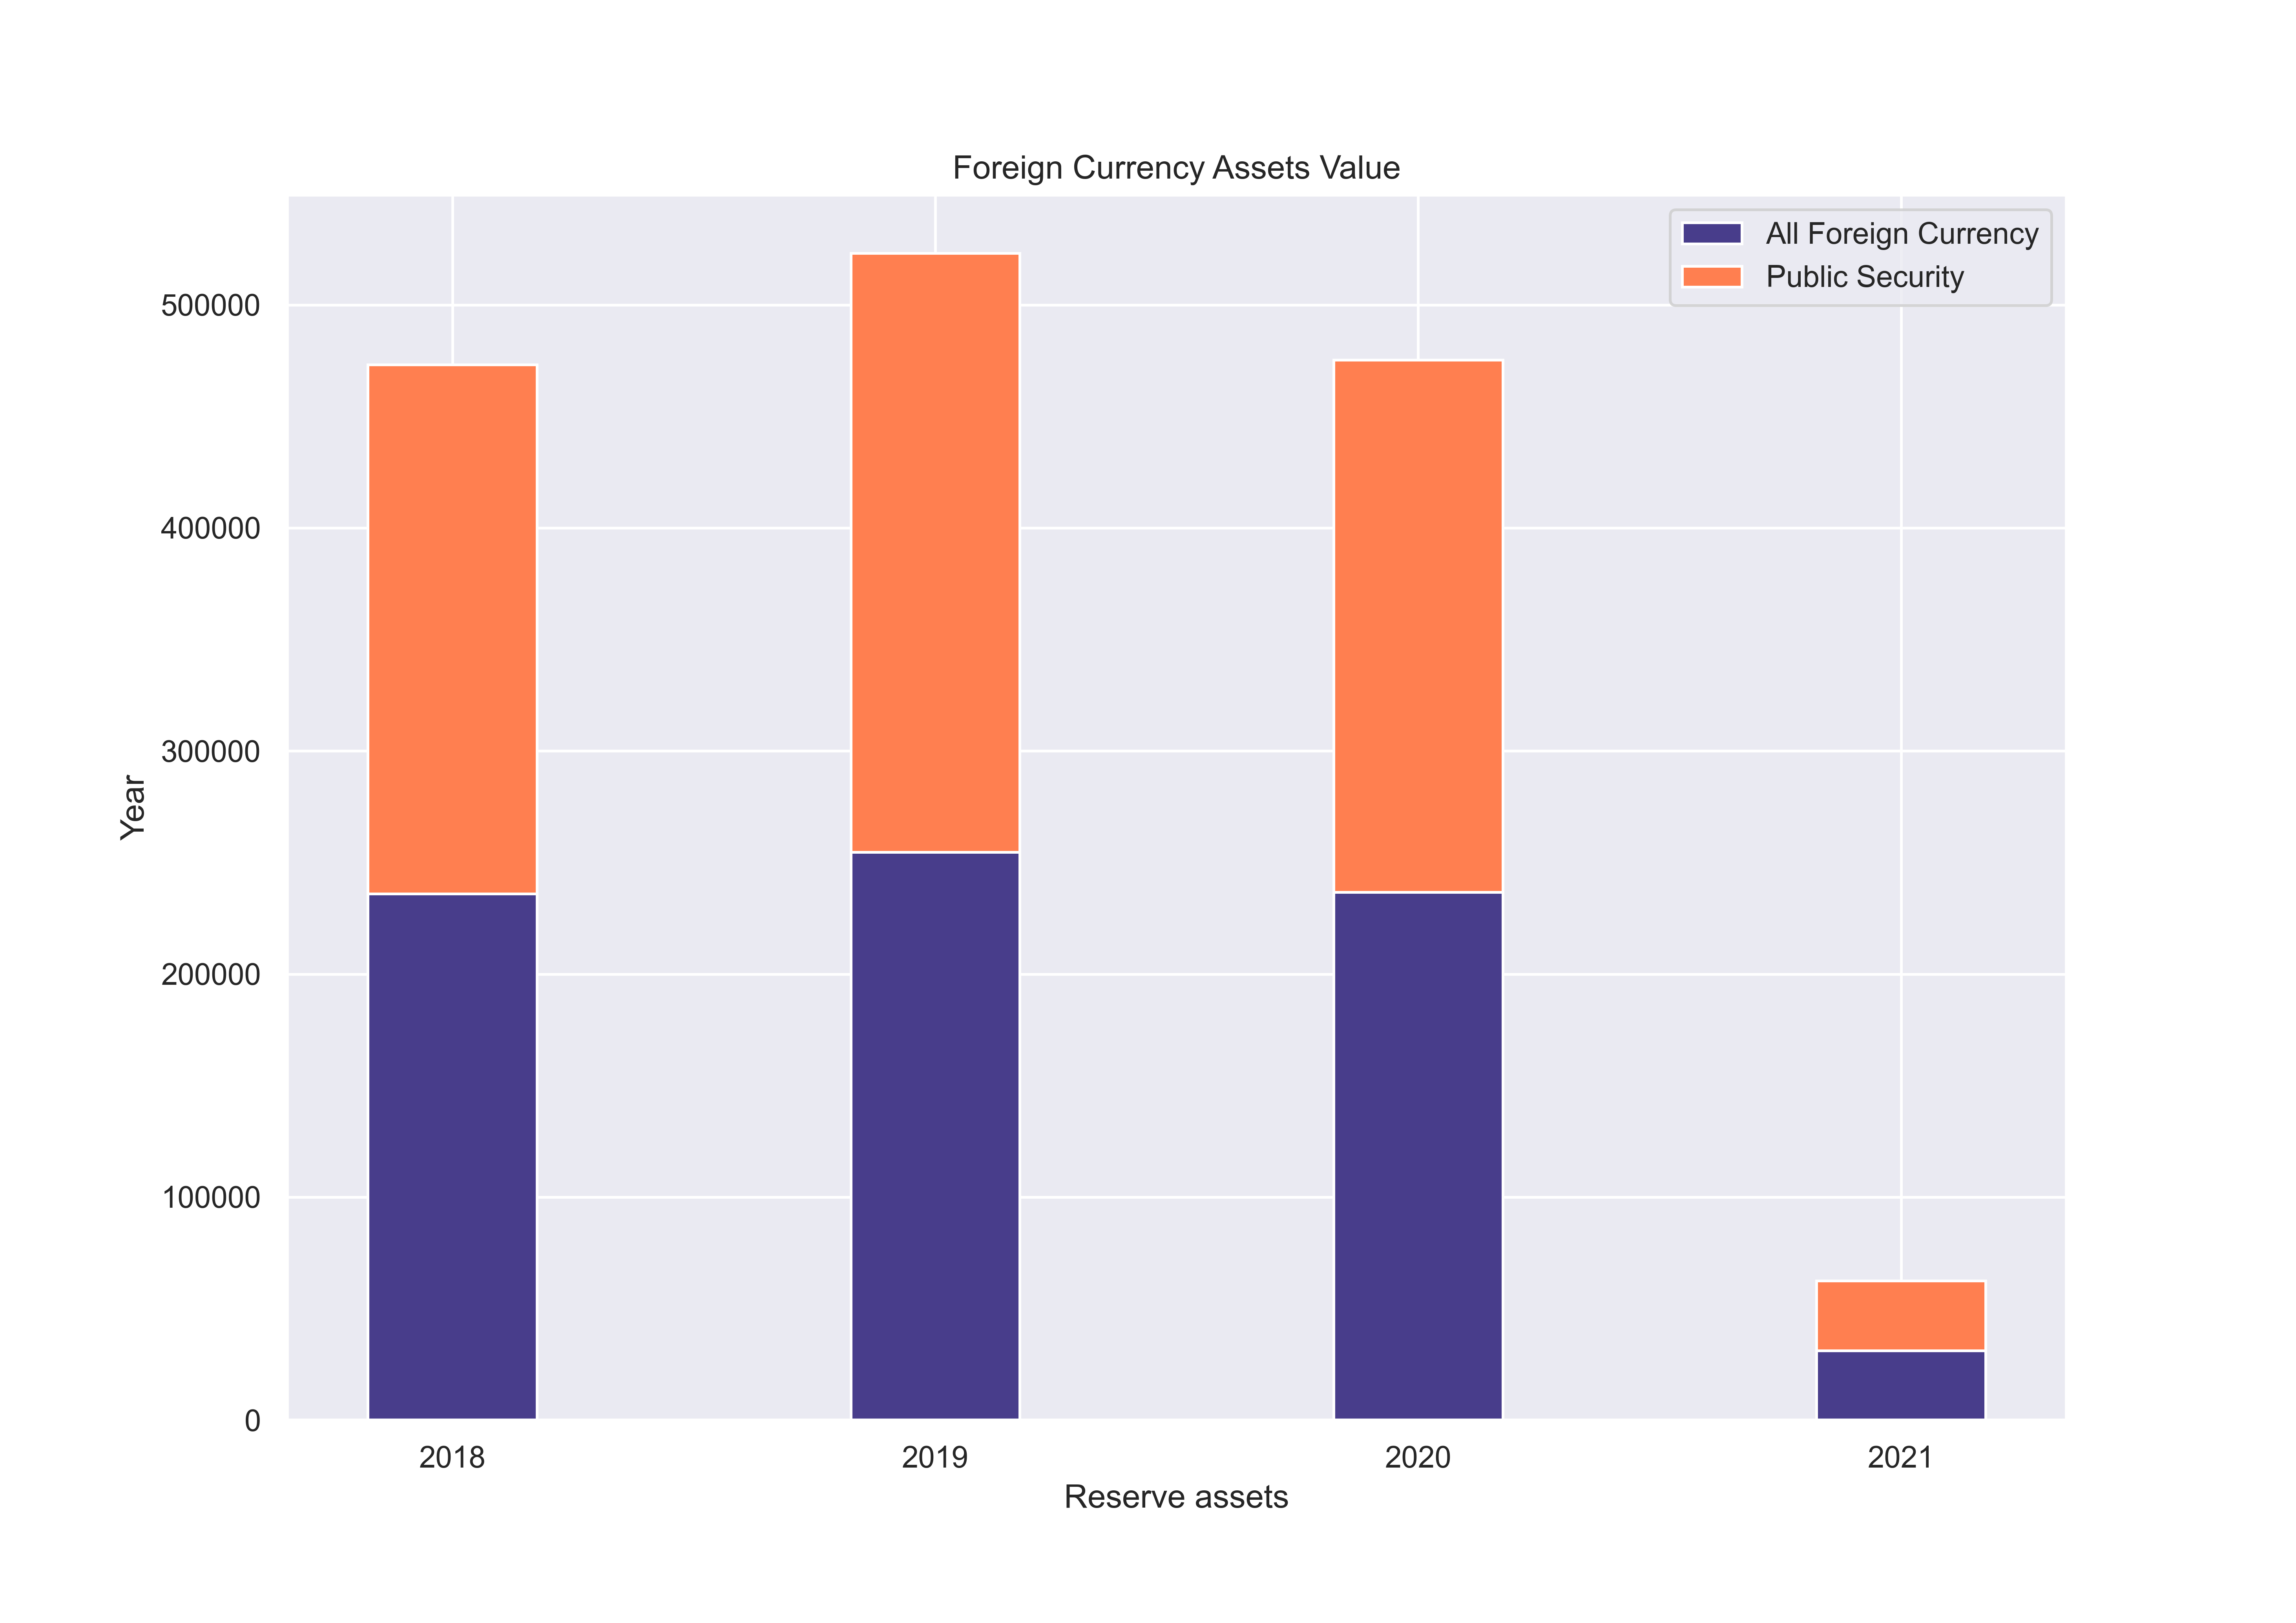 Foreign Currency Assets Value
All Foreign Currency
Public Security
500000
400000
300000
200000
100000
0
Year
2018 2019 2020 2021
Reserve assets